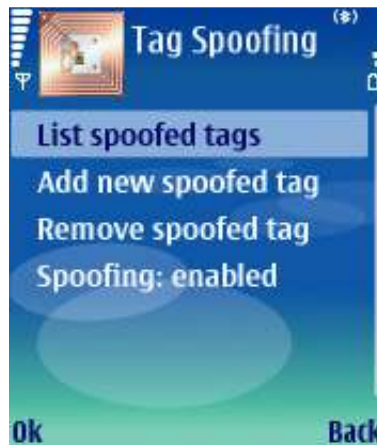 Tag Spoofing
List spoofed tags
Add new spoofed tag
Remove spoofed tag
Spoofing: enabled
Ok
Back